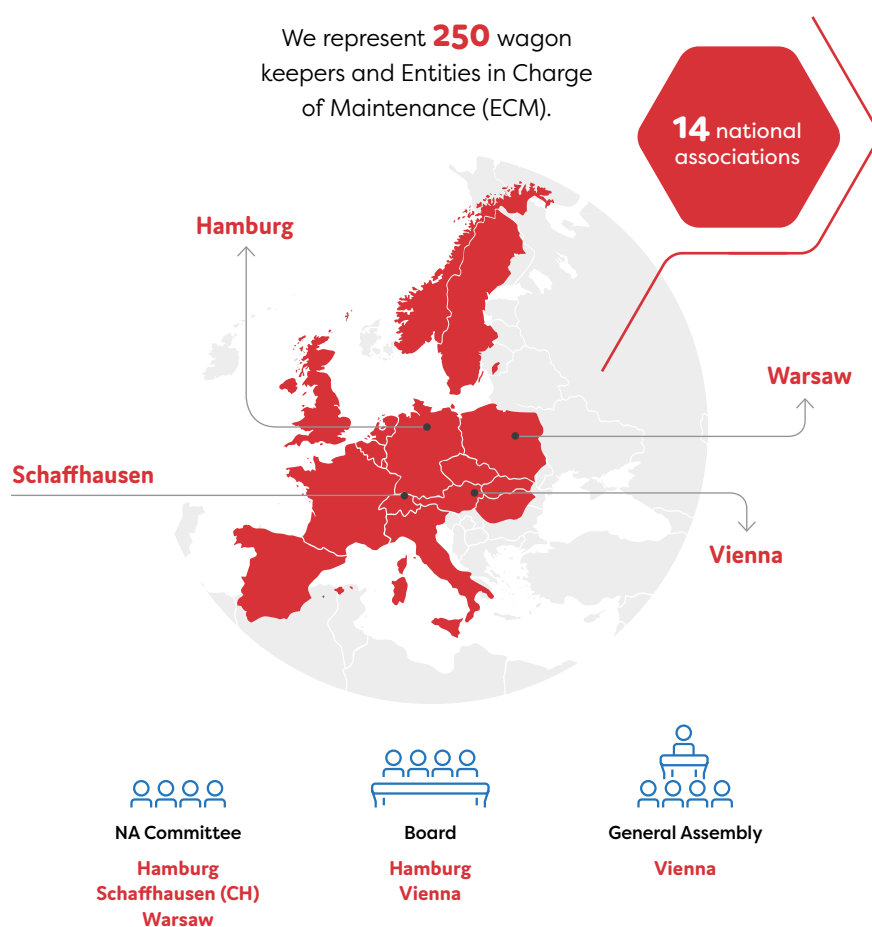 We represent 250 wagon
keepers and Entities in Charge
of Maintenance (ECM).
14 national
associations
Hamburg
Warsaw
Schaffhausen
Vienna
NA Committee
Hamburg
Schaffhausen (CH)
Warsaw
Board
Hamburg
Vienna
General Assembly
Vienna